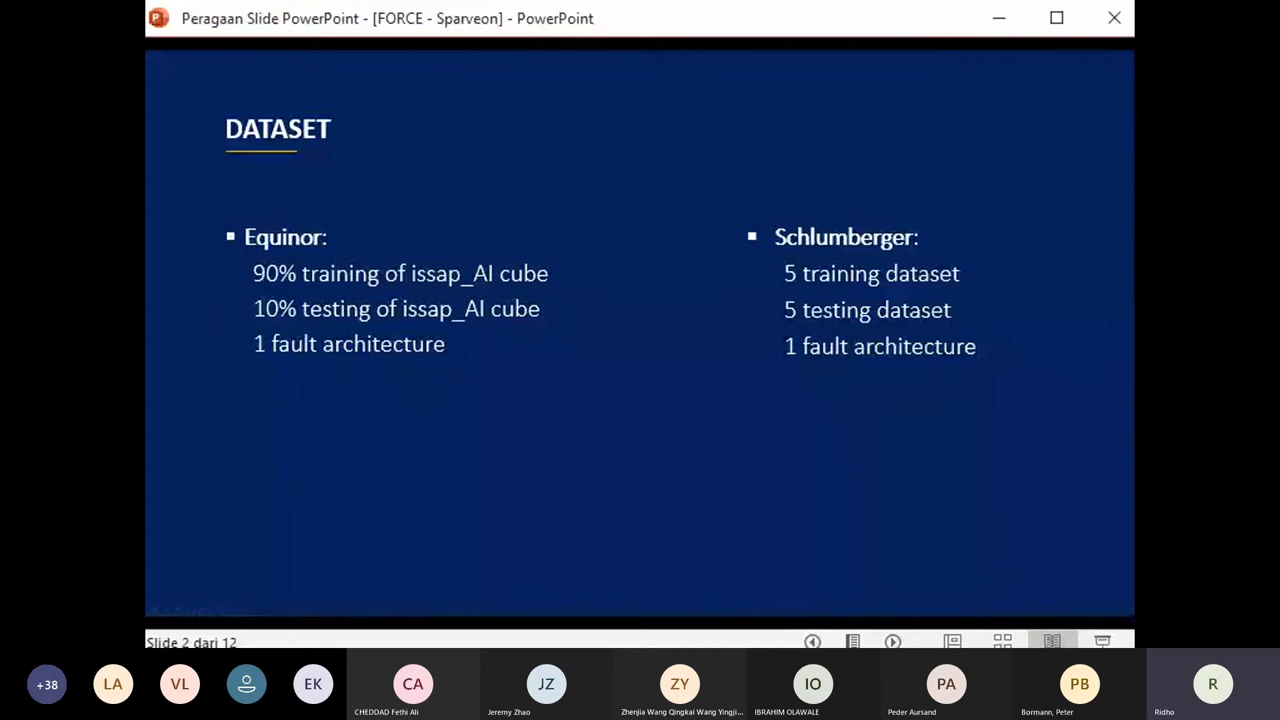 Peragaan Slide PowerPoint - [FORCE - Sparveon] - PowerPoint
DATASET
Equinor:
90% training of issap_AI cube
10% testing of issap_AI cube
1 fault architecture
Schlumberger:
5 training dataset
5 testing dataset
1 fault architecture
Slide 2 dari 12
+38
LA
VL
EK
CA
JZ
ZY
IO
PA
PB
R
CHEDDAD Fethi Ali
Jeremy Zhao
Zhenjia Wang Qingkai Wang Yingji...
IBRAHIM OLAWALE
Peder Aursand
Bormann, Peter
Ridho